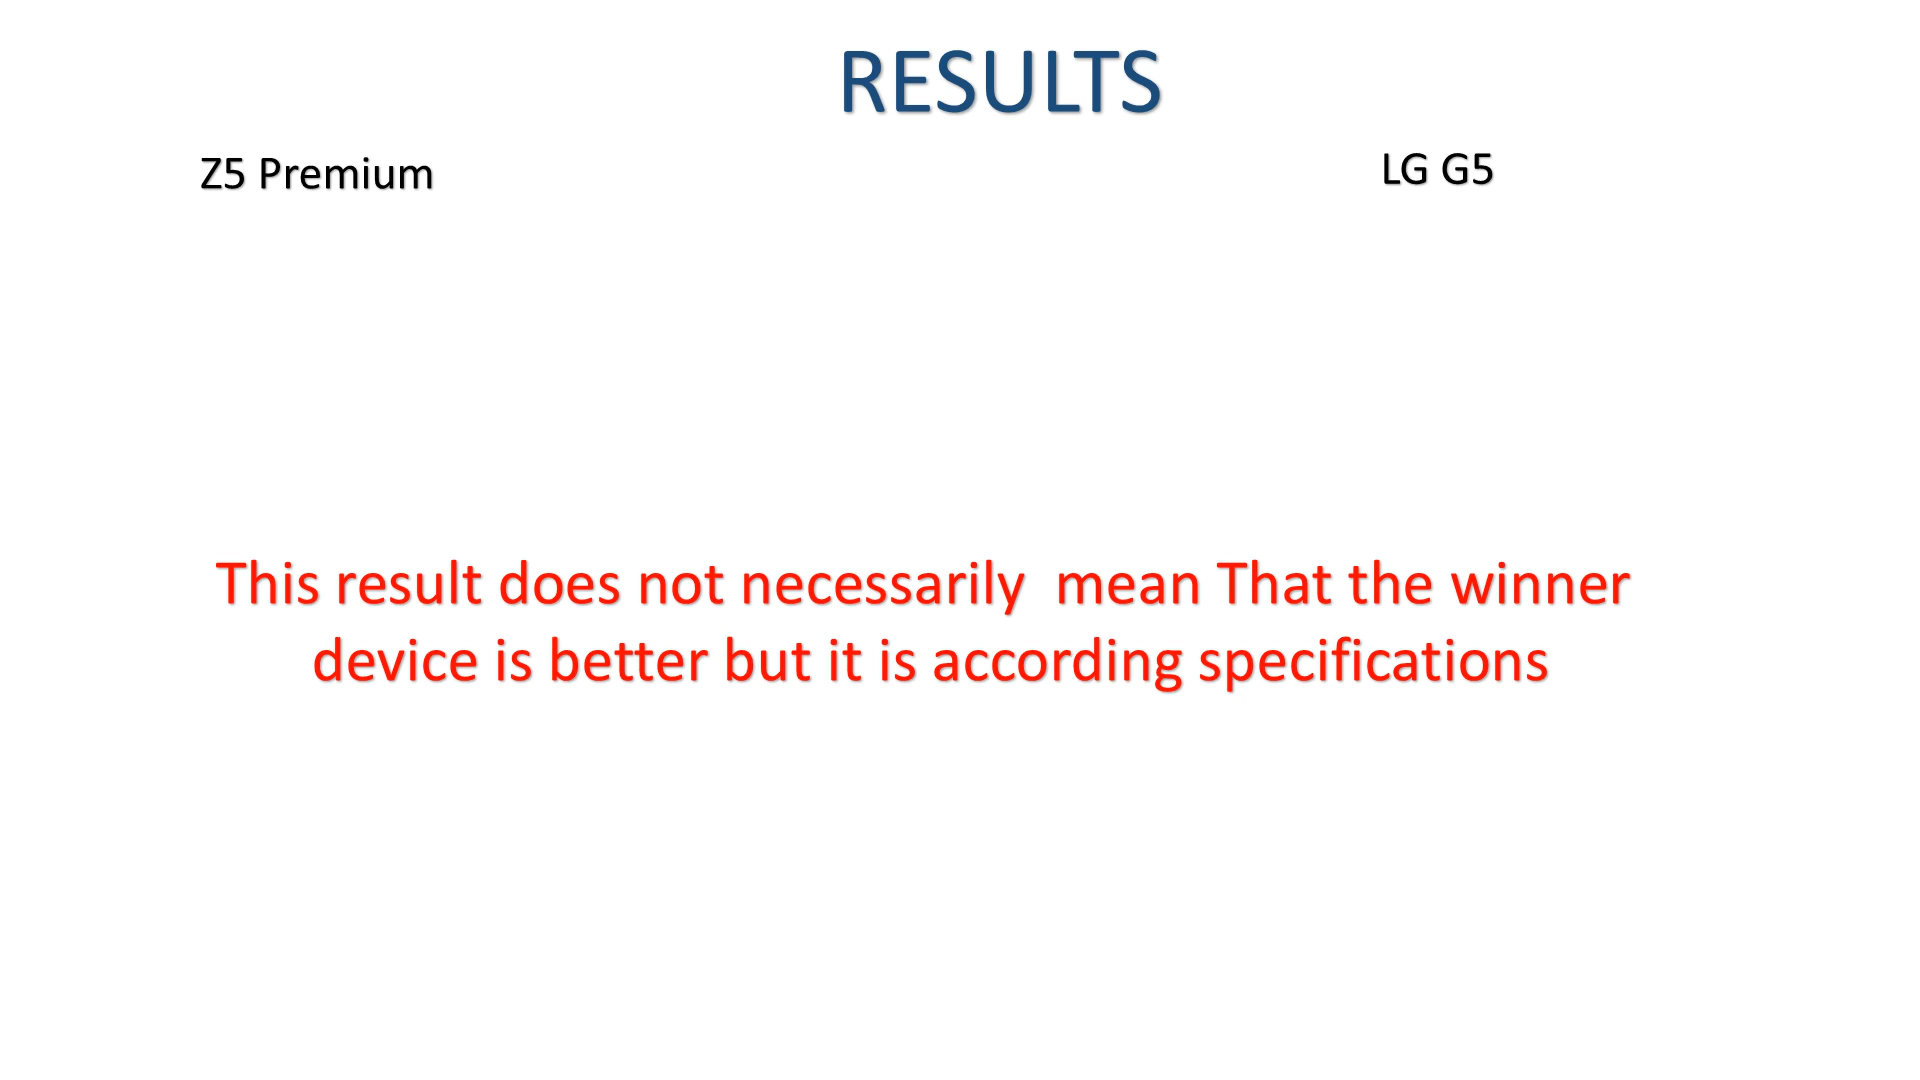 RESULTS
Z5 Premium
LG G5
This result does not necessarily  mean That the winner
device is better but it is according specifications